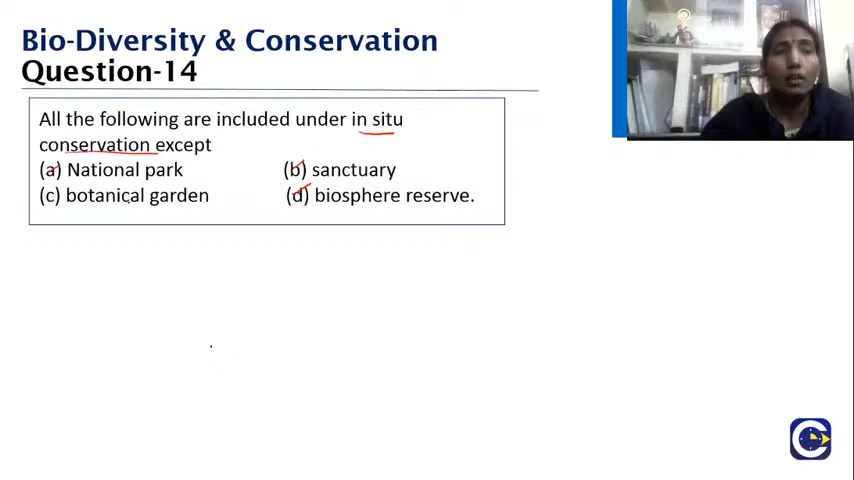 Bio-Diversity & Conservation
Question-14
All the following are included under in situ
conservation except
(a) National park (b) sanctuary
(c) botanical garden (d) biosphere reserve.